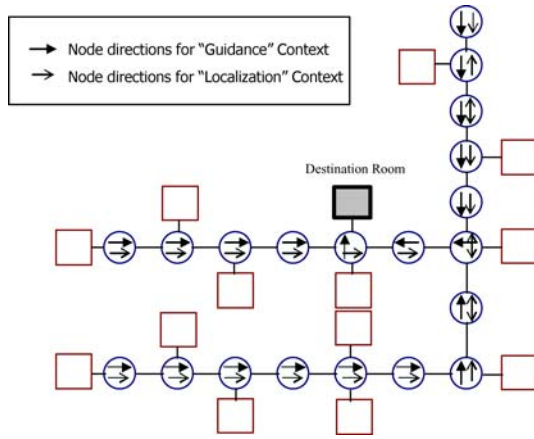 Node directions for “Guidance” Context
Node directions for “Localization” Context
Destination Room